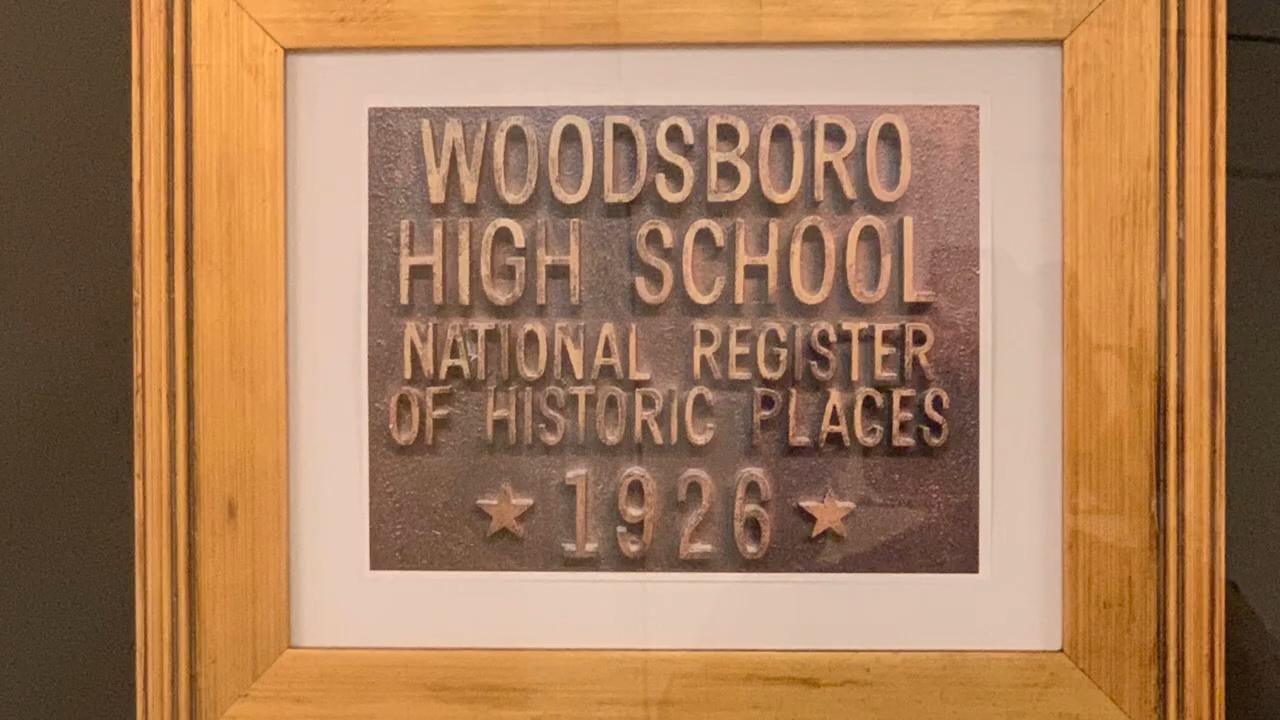 WOODSBORO
HIGH SCHOOL
NATIONAL REGISTER
OF HISTORIC PLACES
★ 1926 ★